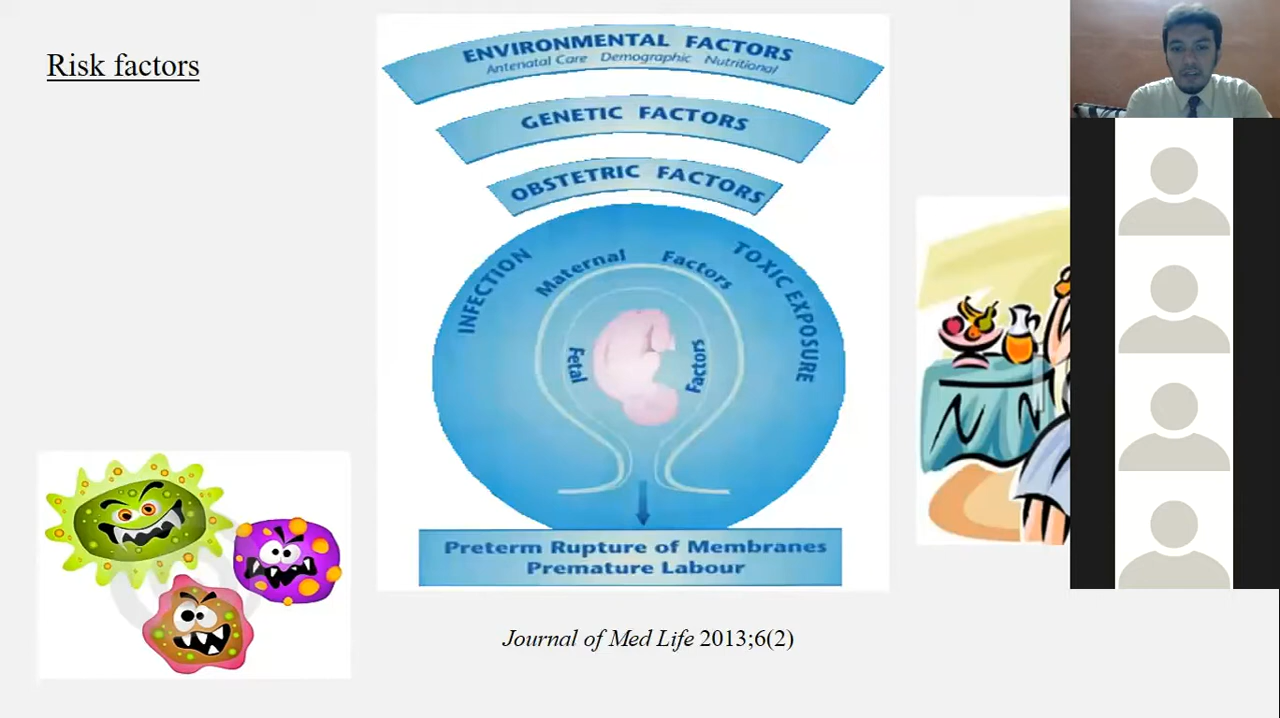 Risk factors
ENVIRONMENTAL FACTORS
Antenatal Care Demographic Nutritional
GENETIC FACTORS
OBSTETRIC FACTORS
INFECTION
Maternal Factors
TOXIC EXPOSURE
Fetal Factors
Preterm Rupture of Membranes
Premature Labour
Journal of Med Life 2013;6(2)